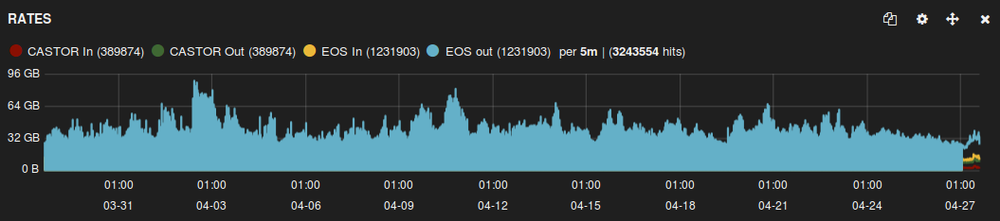 RATES
CASTOR In (389874) CASTOR Out (389874) EOS In (1231903) EOS out (1231903) per 5m | (3243554 hits)
96 GB
64 GB
32 GB
0 B
01:00 01:00 01:00 01:00 01:00 01:00 01:00 01:00 01:00 01:00
03-31 04-03 04-06 04-09 04-12 04-15 04-18 04-21 04-24 04-27